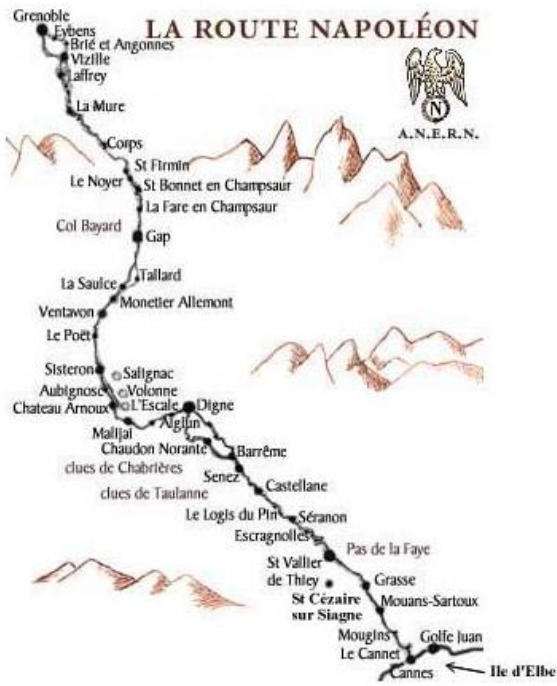 LA ROUTE NAPOLÉON
N
A.N.E.R.N.
Grenoble
Eybens
Brié et Angonnes
Vizille
Laffrey
La Mure
Corps
St Firmin
Le Noyer
St Bonnet en Champsaur
La Fare en Champsaur
Col Bayard
Gap
Tallard
La Saulce
Monetier Allemont
Ventavon
Le Poët
Sisteron
Salignac
Aubignosc
Volonne
Chateau Arnoux
L'Escale
Digne
Malijai
Aiglun
Chaudon Norante
Barrême
clues de Chabrières
Senez
clues de Taulanne
Castellane
Le Logis du Pin
Séranon
Escragnolles
Pas de la Faye
St Vallier
de Thiey
Grasse
St Cézaire
sur Siagne
Mouans-Sartoux
Mougins
Golfe Juan
Le Cannet
Cannes
Ile d'Elbe